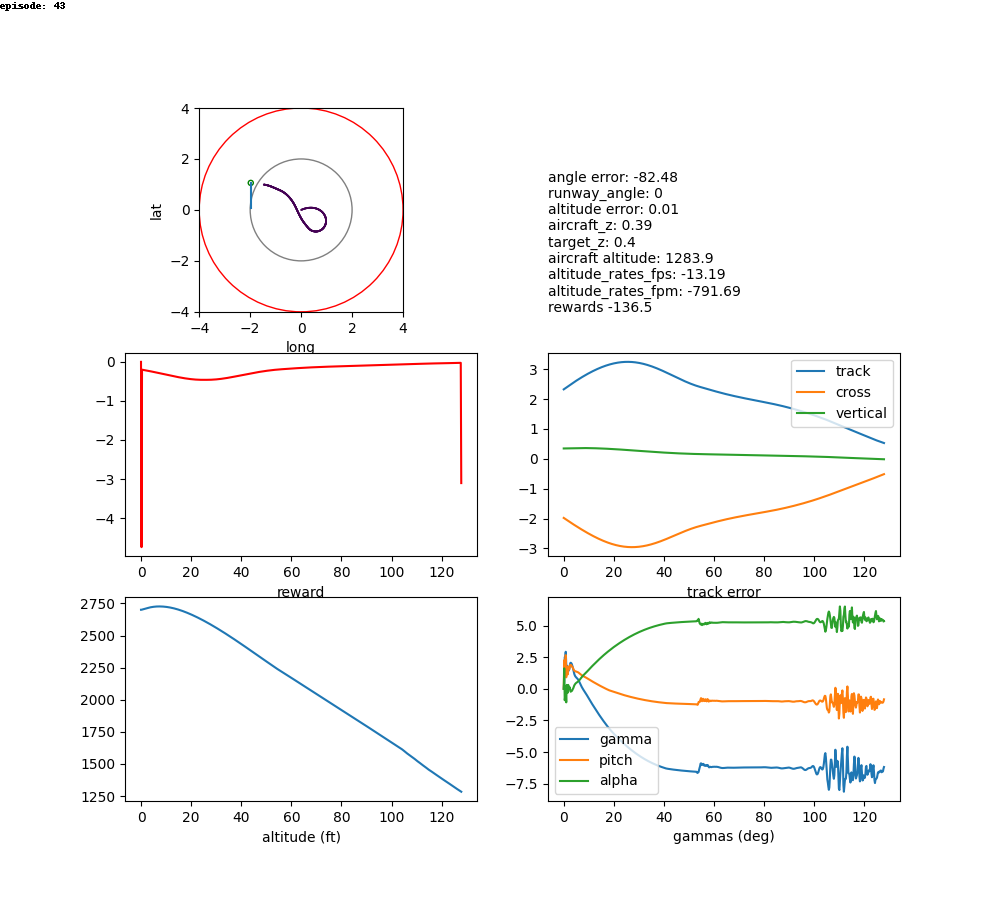 episode: 43
4
2
0
−2
−4
lat
−4 −2 0 2 4
long
angle error: -82.48
runway_angle: 0
altitude error: 0.01
aircraft_z: 0.39
target_z: 0.4
aircraft altitude: 1283.9
altitude_rates_fps: -13.19
altitude_rates_fpm: -791.69
rewards -136.5
0
−1
−2
−3
−4
0 20 40 60 80 100 120
reward
3
2
1
0
−1
−2
−3
track
cross
vertical
0 20 40 60 80 100 120
track error
2750
2500
2250
2000
1750
1500
1250
0 20 40 60 80 100 120
altitude (ft)
5.0
2.5
0.0
−2.5
−5.0
−7.5
gamma
pitch
alpha
0 20 40 60 80 100 120
gammas (deg)